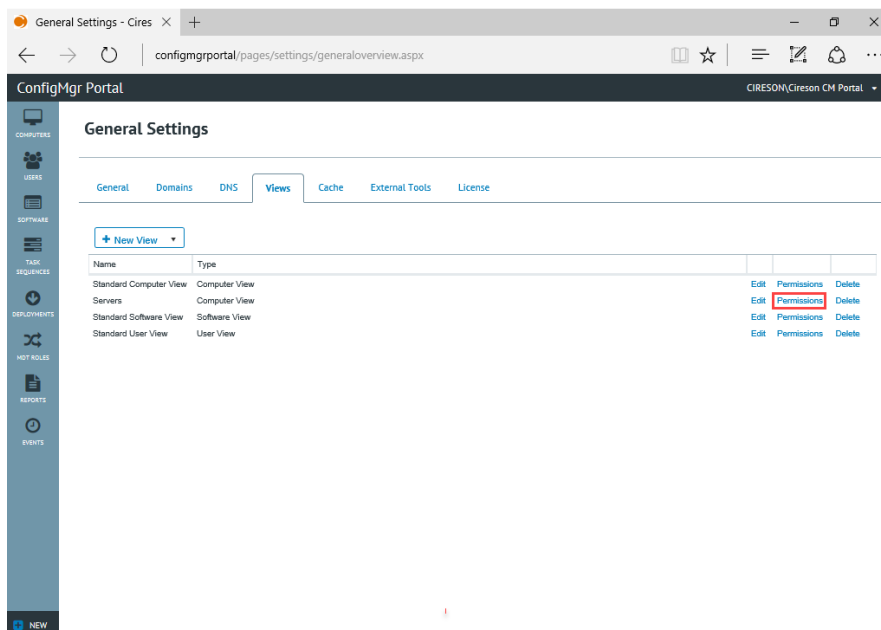 General Settings - Cires
configmgrportal/pages/settings/generaloverview.aspx
ConfigMgr Portal
CIRESON\Cireson CM Portal
COMPUTERS
USERS
SOFTWARE
TASK
SEQUENCES
DEPLOYMENTS
MDT ROLES
REPORTS
EVENTS
NEW
General Settings
General Domains DNS Views Cache External Tools License
New View
Name Type
Standard Computer View Computer View Edit Permissions Delete
Servers Computer View Edit Permissions Delete
Standard Software View Software View Edit Permissions Delete
Standard User View User View Edit Permissions Delete